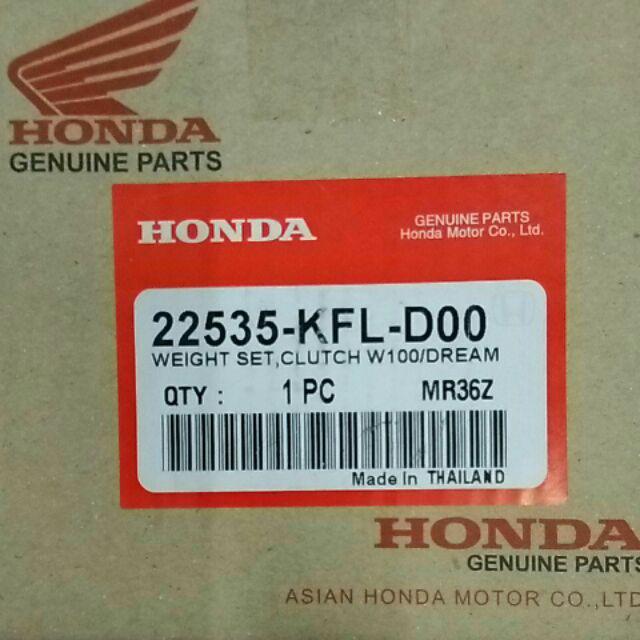 HONDA
GENUINE PARTS
HONDA
GENUINE PARTS
Honda Motor Co., Ltd.
22535-KFL-D00
WEIGHT SET,CLUTCH W100/DREAM
QTY : 1 PC MR36Z
Made In THAILAND
HONDA
GENUINE PARTS
ASIAN HONDA MOTOR CO.,LTD